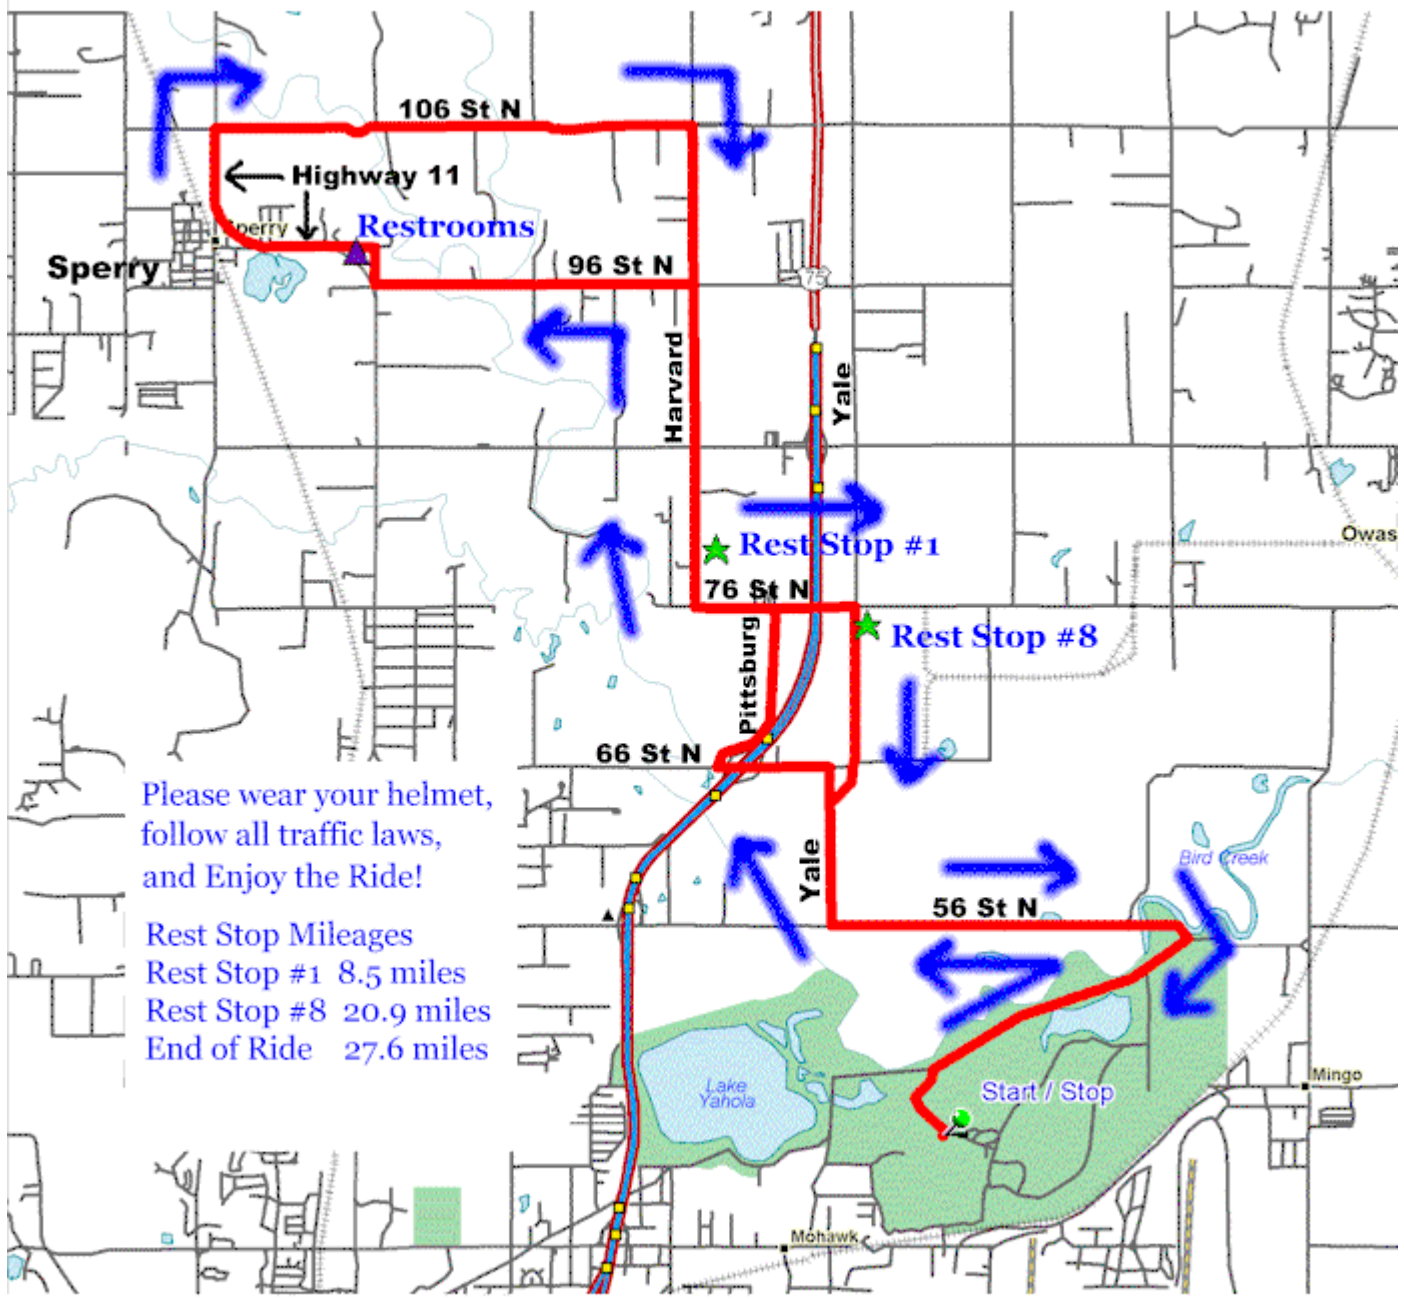 106 St N
Highway 11
Sperry
Restrooms
Sperry
96 St N
75
Harvard
Yale
Owas
Rest Stop #1
76 St N
Rest Stop #8
Pittsburg
66 St N
Please wear your helmet,
follow all traffic laws,
and Enjoy the Ride!
Rest Stop Mileages
Rest Stop #1 8.5 miles
Rest Stop #8 20.9 miles
End of Ride 27.6 miles
Yale
Bird Creek
56 St N
Lake
Yahola
Start / Stop
Mingo
Mohawk